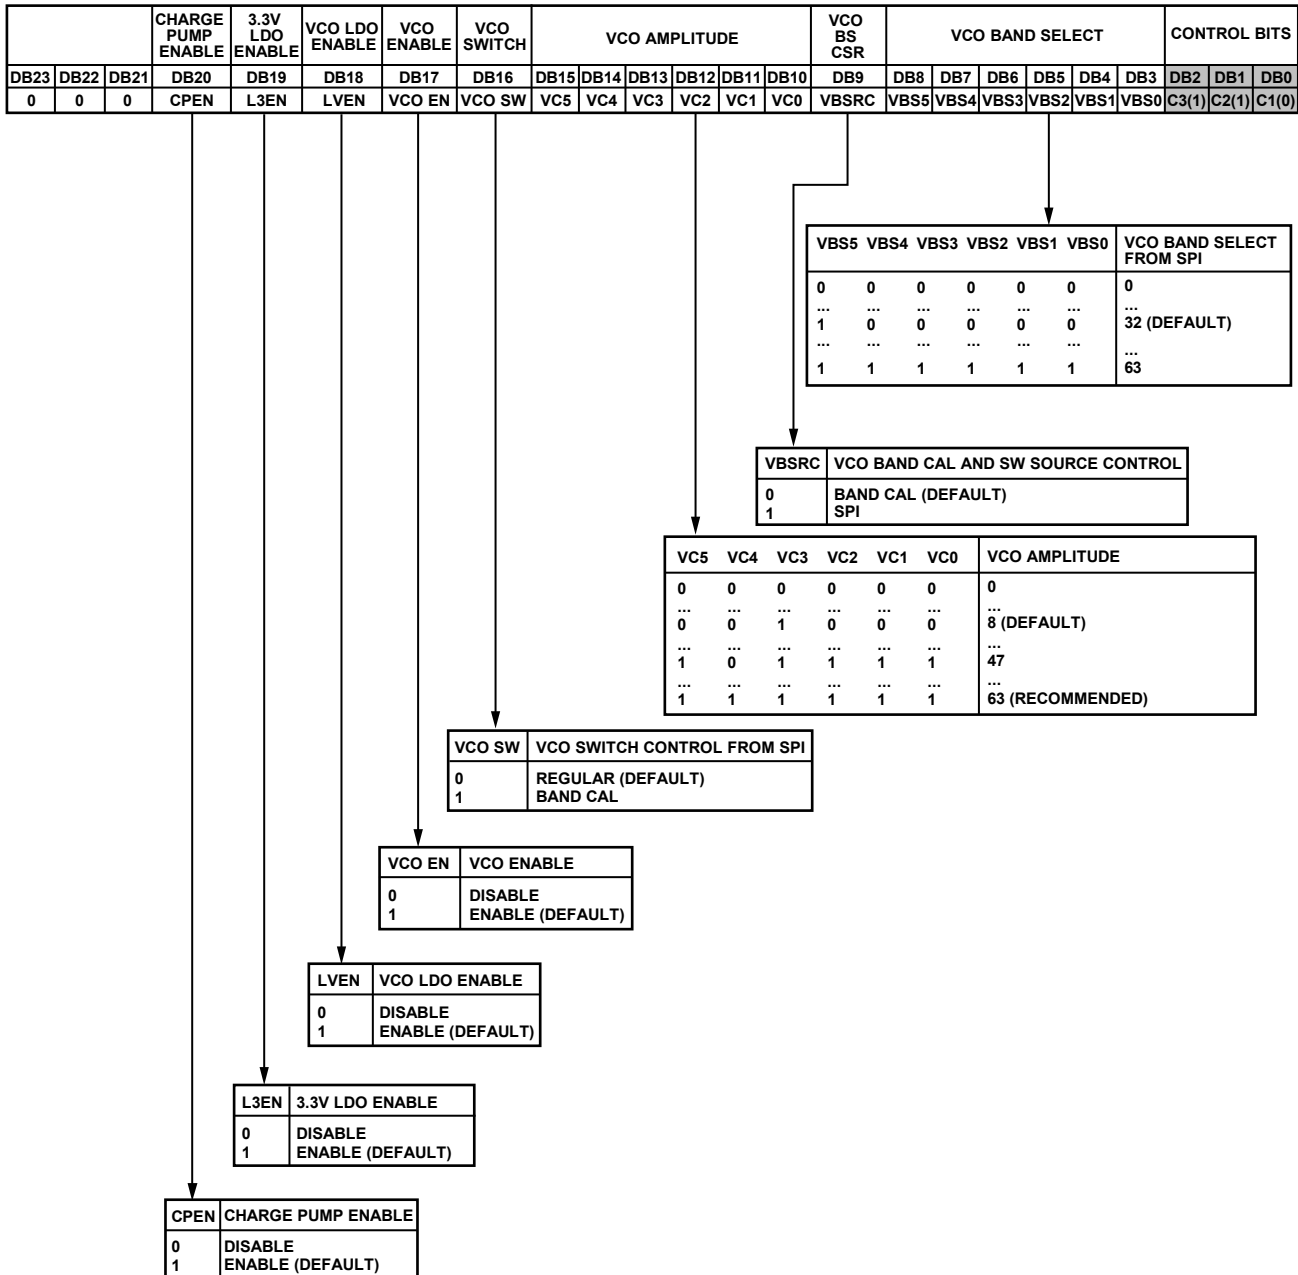 CHARGE PUMP ENABLE 3.3V LDO ENABLE VCO LDO ENABLE VCO ENABLE VCO SWITCH VCO AMPLITUDE VCO BS CSR VCO BAND SELECT CONTROL BITS
DB23 DB22 DB21 DB20 DB19 DB18 DB17 DB16 DB15 DB14 DB13 DB12 DB11 DB10 DB9 DB8 DB7 DB6 DB5 DB4 DB3 DB2 DB1 DB0
0 0 0 CPEN L3EN LVEN VCO EN VCO SW VC5 VC4 VC3 VC2 VC1 VC0 VBSRC VBS5 VBS4 VBS3 VBS2 VBS1 VBS0 C3(1) C2(1) C1(0)
VBS5 VBS4 VBS3 VBS2 VBS1 VBS0 VCO BAND SELECT FROM SPI
0 0 0 0 0 0 0
... ... ... ... ... ... ...
1 0 0 0 0 0 32 (DEFAULT)
... ... ... ... ... ... ...
1 1 1 1 1 1 63
VBSRC VCO BAND CAL AND SW SOURCE CONTROL
0 BAND CAL (DEFAULT)
1 SPI
VC5 VC4 VC3 VC2 VC1 VC0 VCO AMPLITUDE
0 0 0 0 0 0 0
... ... ... ... ... ... ...
0 0 1 0 0 0 8 (DEFAULT)
... ... ... ... ... ... ...
1 0 1 1 1 1 47
... ... ... ... ... ... ...
1 1 1 1 1 1 63 (RECOMMENDED)
VCO SW VCO SWITCH CONTROL FROM SPI
0 REGULAR (DEFAULT)
1 BAND CAL
VCO EN VCO ENABLE
0 DISABLE
1 ENABLE (DEFAULT)
LVEN VCO LDO ENABLE
0 DISABLE
1 ENABLE (DEFAULT)
L3EN 3.3V LDO ENABLE
0 DISABLE
1 ENABLE (DEFAULT)
CPEN CHARGE PUMP ENABLE
0 DISABLE
1 ENABLE (DEFAULT)